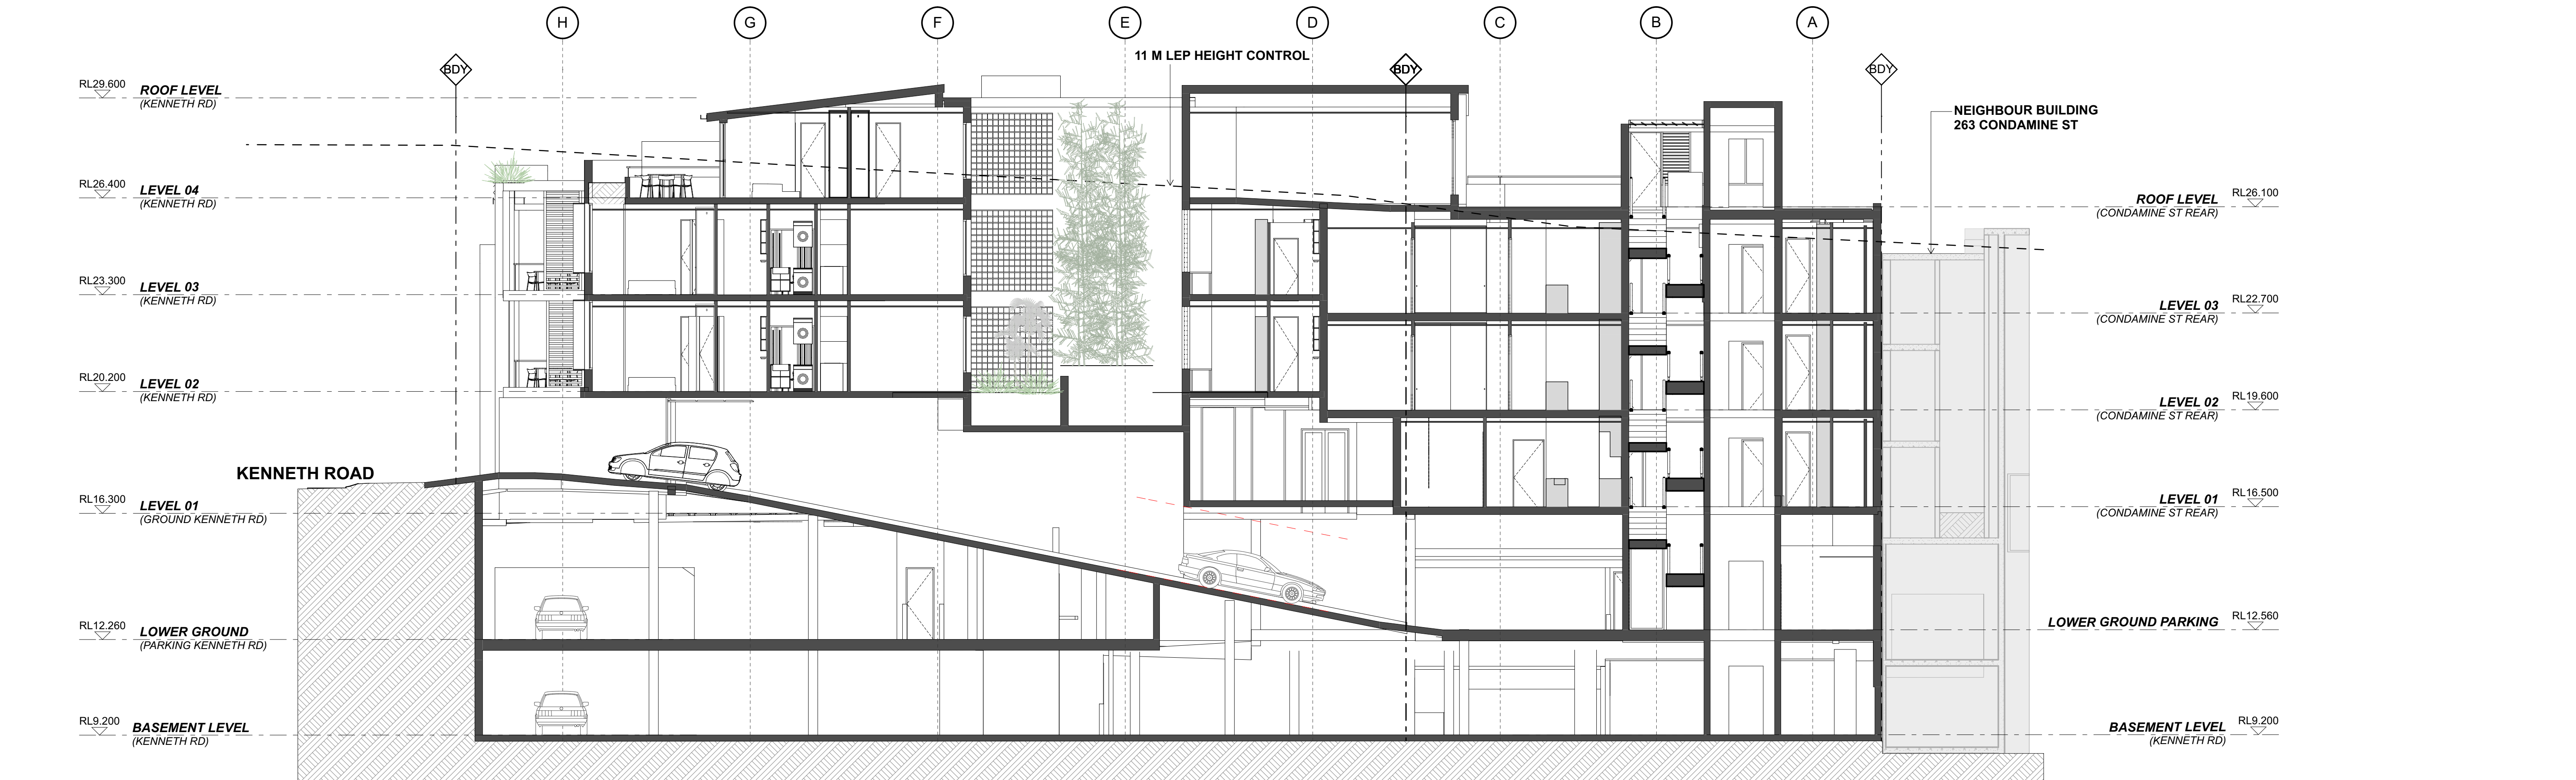 H
G
F
E
D
C
B
A
11 M LEP HEIGHT CONTROL
BDY
BDY
BDY
RL29.600
ROOF LEVEL
(KENNETH RD)
NEIGHBOUR BUILDING
263 CONDAMINE ST
RL26.400
LEVEL 04
(KENNETH RD)
ROOF LEVEL
RL26.100
(CONDAMINE ST REAR)
RL23.300
LEVEL 03
(KENNETH RD)
LEVEL 03
RL22.700
(CONDAMINE ST REAR)
RL20.200
LEVEL 02
(KENNETH RD)
LEVEL 02
RL19.600
(CONDAMINE ST REAR)
KENNETH ROAD
RL16.300
LEVEL 01
(GROUND KENNETH RD)
LEVEL 01
RL16.500
(CONDAMINE ST REAR)
RL12.260
LOWER GROUND
(PARKING KENNETH RD)
LOWER GROUND PARKING
RL12.560
RL9.200
BASEMENT LEVEL
(KENNETH RD)
BASEMENT LEVEL
RL9.200
(KENNETH RD)